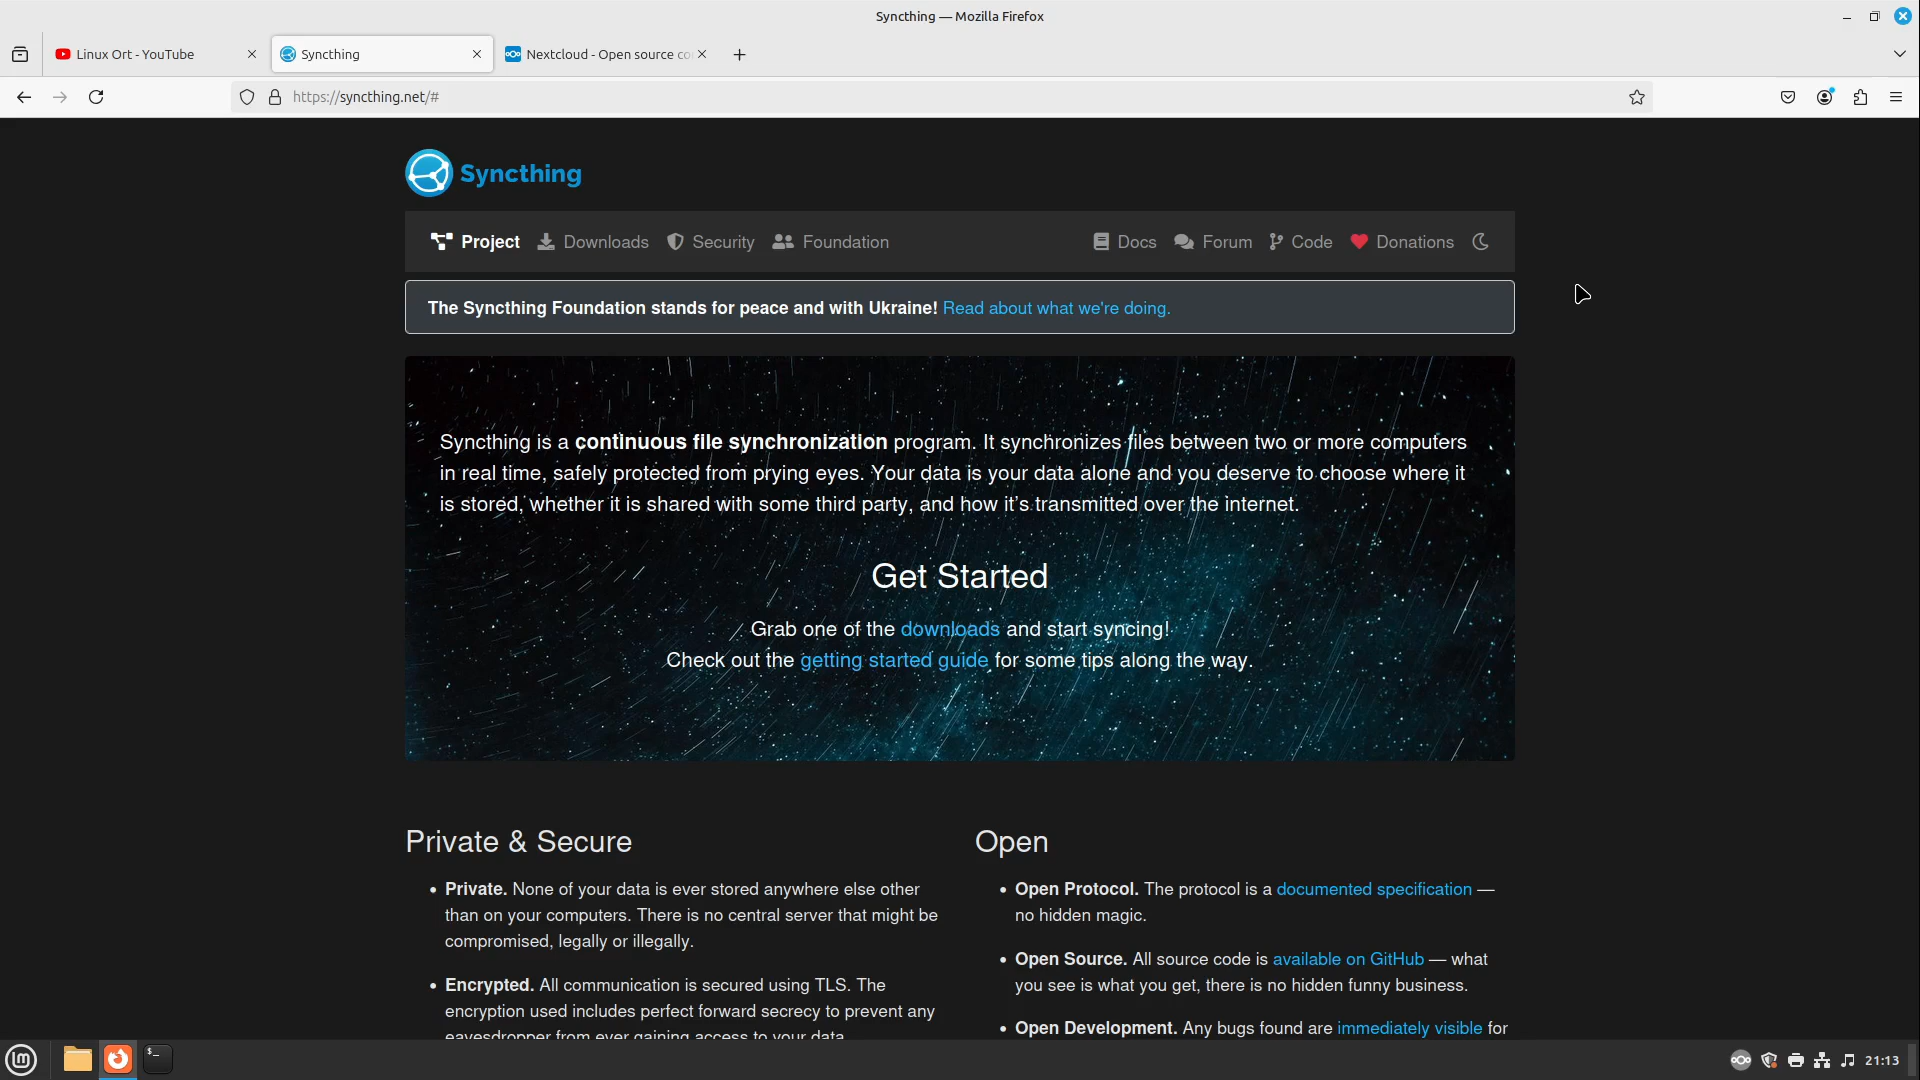 Syncthing — Mozilla Firefox
Linux Ort - YouTube
Syncthing
Nextcloud - Open source co
https://syncthing.net/#
Syncthing
Project Downloads Security Foundation Docs Forum Code Donations
The Syncthing Foundation stands for peace and with Ukraine! Read about what we're doing.
Syncthing is a continuous file synchronization program. It synchronizes files between two or more computers
in real time, safely protected from prying eyes. Your data is your data alone and you deserve to choose where it
is stored, whether it is shared with some third party, and how it’s transmitted over the internet.
Get Started
Grab one of the downloads and start syncing!
Check out the getting started guide for some tips along the way.
Private & Secure
Private. None of your data is ever stored anywhere else other
than on your computers. There is no central server that might be
compromised, legally or illegally.
Encrypted. All communication is secured using TLS. The
encryption used includes perfect forward secrecy to prevent any
eavesdropper from ever gaining access to your data.
Open
Open Protocol. The protocol is a documented specification —
no hidden magic.
Open Source. All source code is available on GitHub — what
you see is what you get, there is no hidden funny business.
Open Development. Any bugs found are immediately visible for
21:13